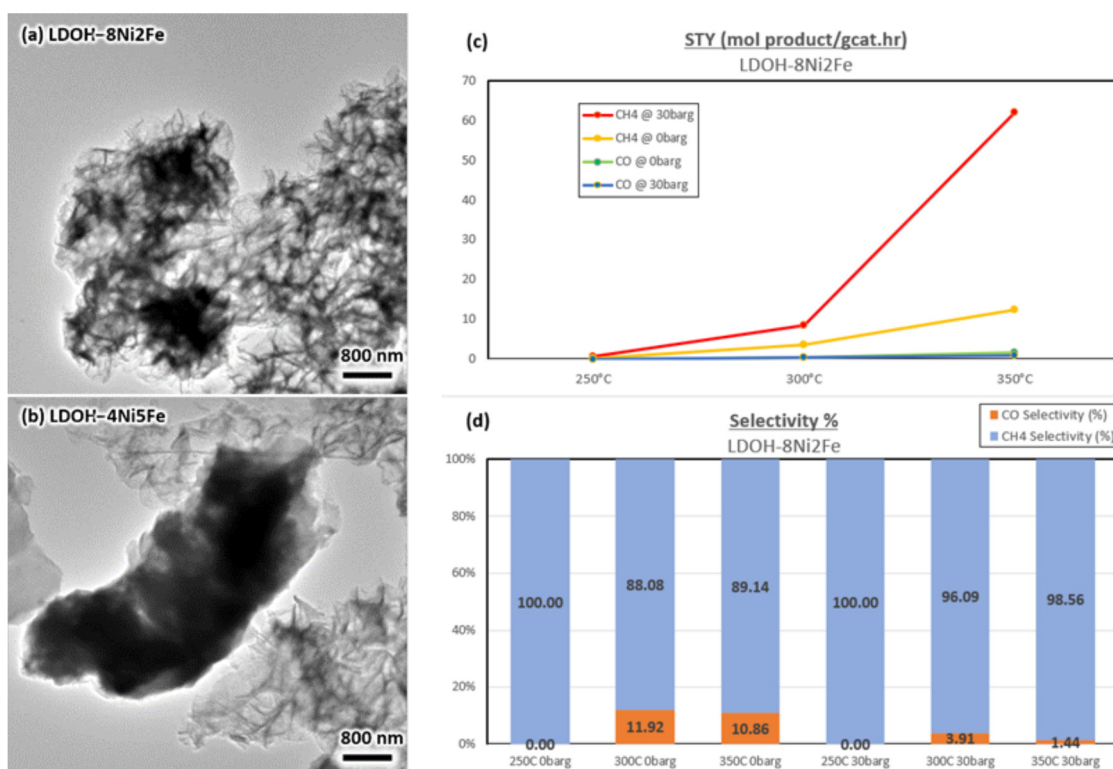 (a) LDOH-8Ni2Fe
800 nm
(b) LDOH-4Ni5Fe
800 nm
(c)
STY (mol product/gcat.hr)
LDOH-8Ni2Fe
70
60
50
40
30
20
10
0
CH4 @ 30barg
CH4 @ 0barg
CO @ 0barg
CO @ 30barg
250°C 300°C 350°C
(d)
Selectivity %
LDOH-8Ni2Fe
CO Selectivity (%)
CH4 Selectivity (%)
100%
80%
60%
40%
20%
0%
100.00 88.08 89.14 100.00 96.09 98.56
0.00 11.92 10.86 0.00 3.91 1.44
250C 0barg 300C 0barg 350C 0barg 250C 30barg 300C 30barg 350C 30barg